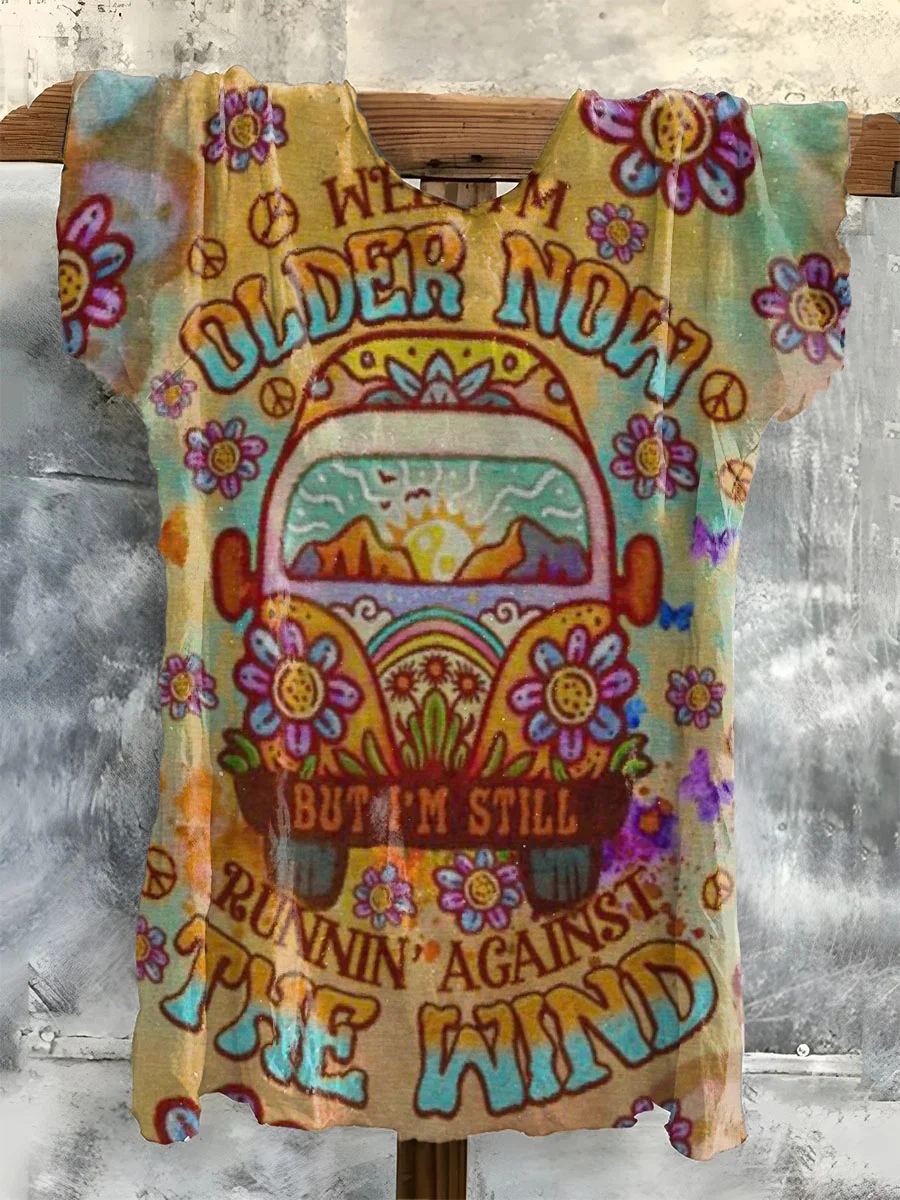 I'M
OLDER NOW
BUT I'M STILL
RUNNIN' AGAINST
THE WIND